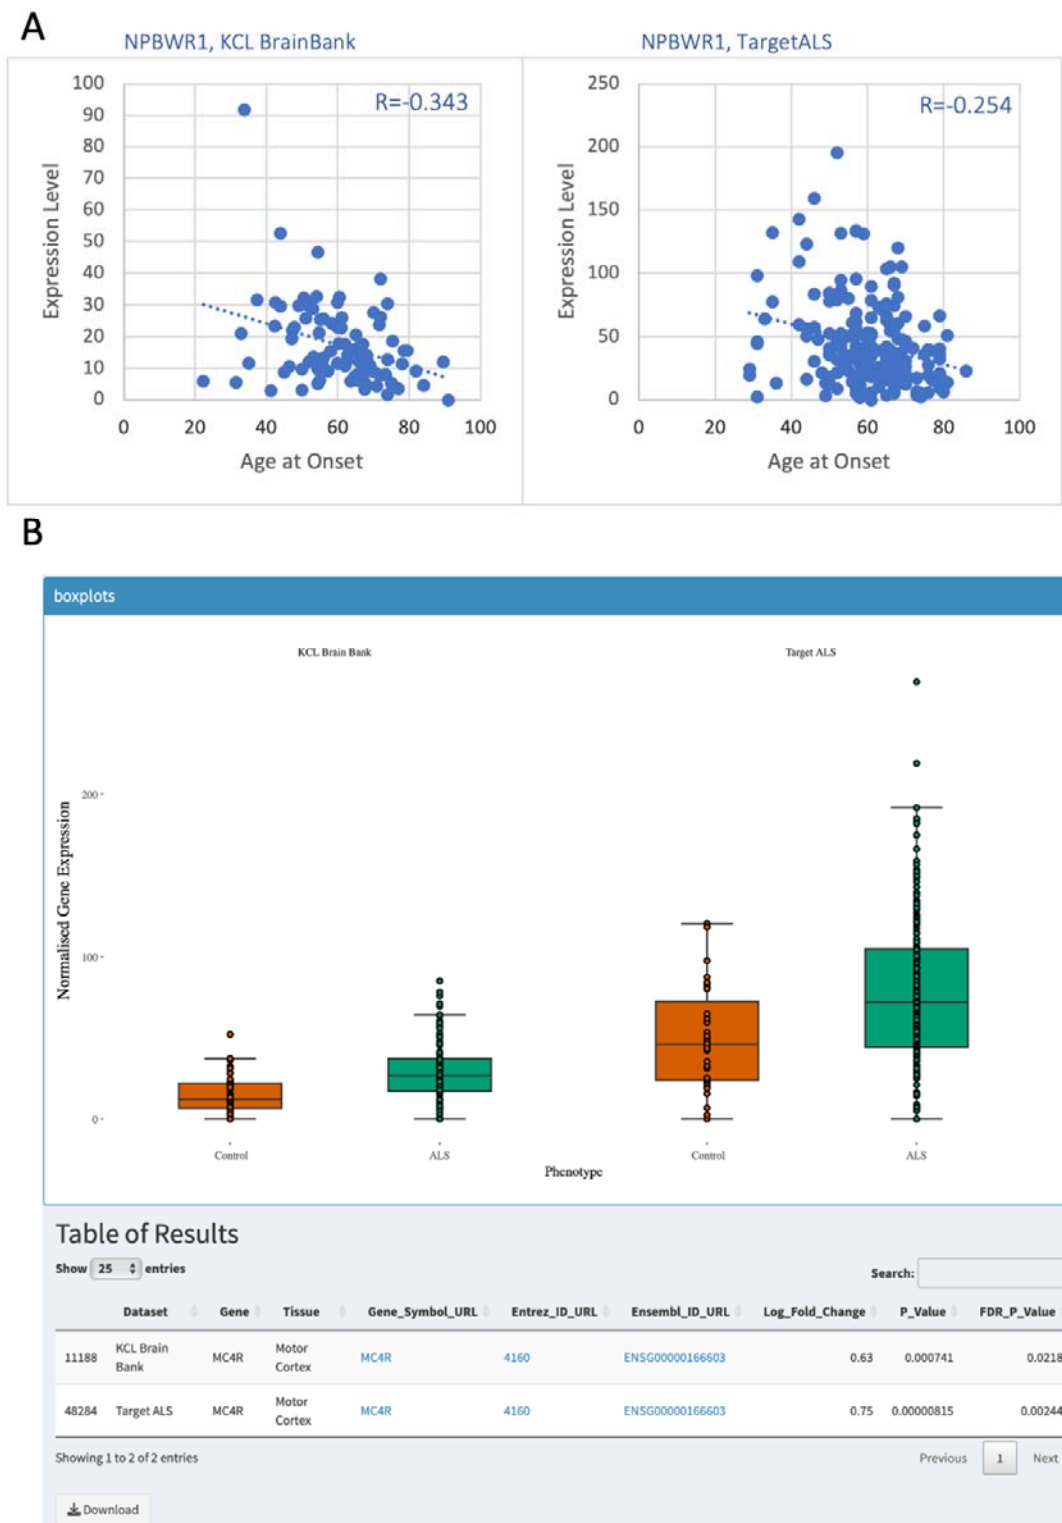 A
NPBWR1, KCL BrainBank
NPBWR1, TargetALS
R=-0.343
100
90
80
70
60
50
40
30
20
10
0
Expression Level
0 20 40 60 80 100
Age at Onset
R=-0.254
250
200
150
100
50
0
Expression Level
0 20 40 60 80 100
Age at Onset
B
boxplots
KCL Brain Bank
Target ALS
Normalised Gene Expression
200
100
0
Control ALS Control ALS
Phenotype
Table of Results
Show 25 entries
Search:
Dataset Gene Tissue Gene_Symbol_URL Entrez_ID_URL Ensembl_ID_URL Log_Fold_Change P_Value FDR_P_Value
11188 KCL Brain Bank MC4R Motor Cortex MC4R 4160 ENSG00000166603 0.63 0.000741 0.0218
48284 Target ALS MC4R Motor Cortex MC4R 4160 ENSG00000166603 0.75 0.00000815 0.00244
Showing 1 to 2 of 2 entries
Previous 1 Next
Download